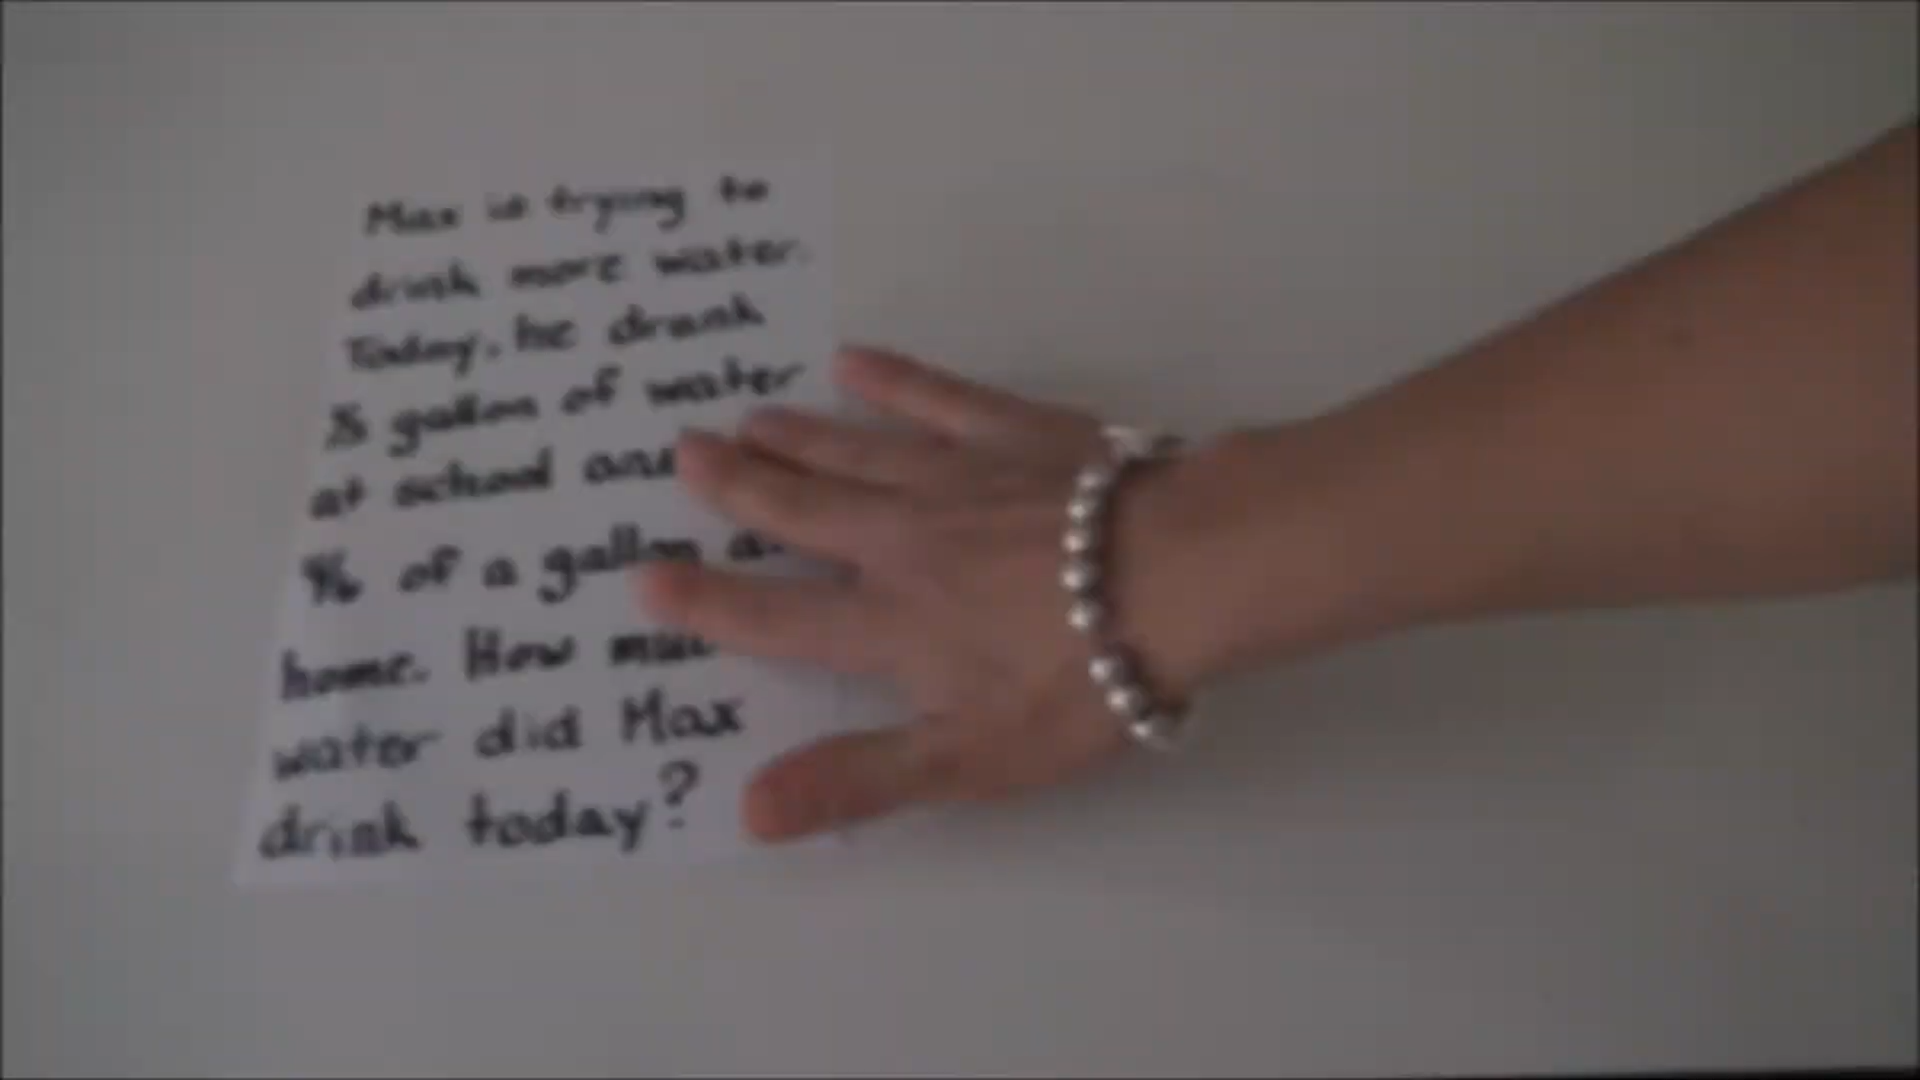 Max is trying to
drink more water.
Today, he drank
gallon of water
at school
of a gallon
home. How
water did Max
drink today?